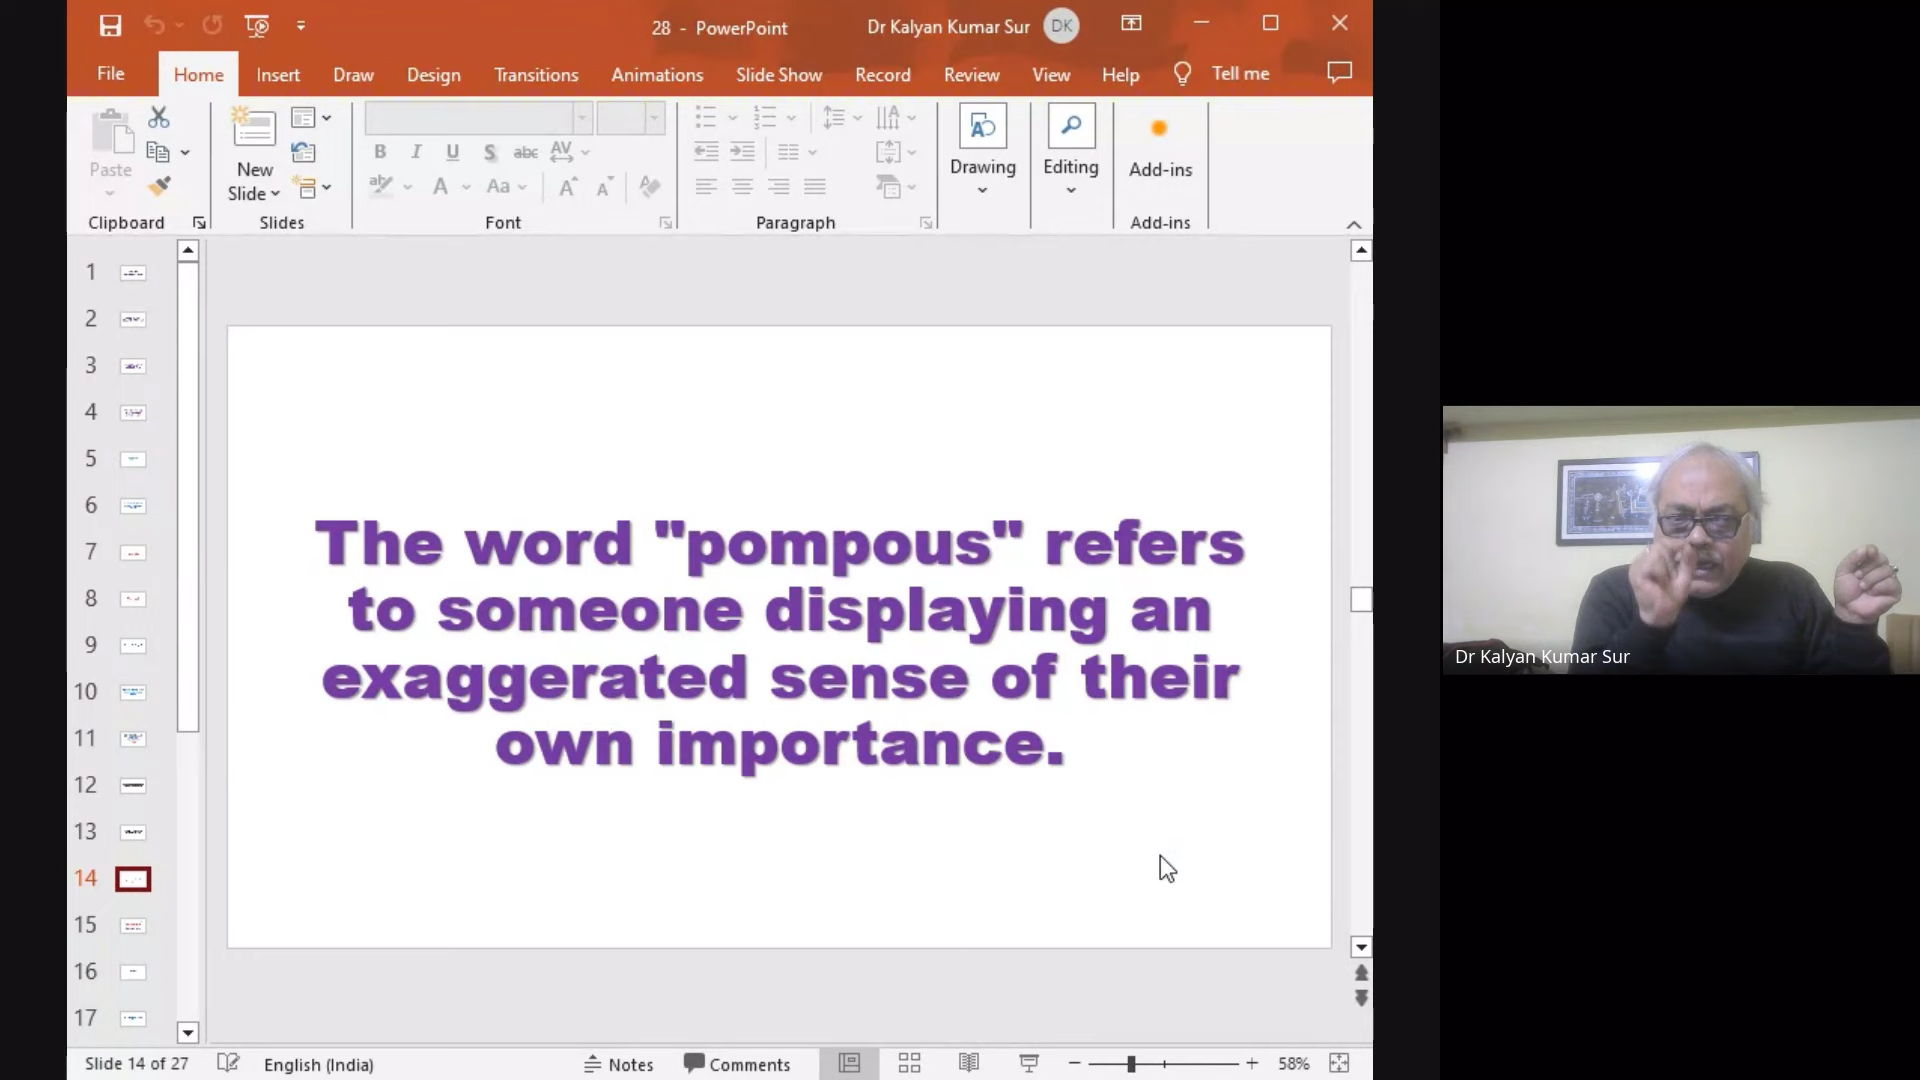 28 - PowerPoint
Dr Kalyan Kumar Sur
DK
File
Home
Insert
Draw
Design
Transitions
Animations
Slide Show
Record
Review
View
Help
Tell me
Paste
New
Slide
Drawing
Editing
Add-ins
Clipboard
Slides
Font
Paragraph
Add-ins
B I U S abc AV
A Aa A A
1
2
3
4
5
6
7
8
9
10
11
12
13
14
15
16
17
The word "pompous" refers
to someone displaying an
exaggerated sense of their
own importance.
Dr Kalyan Kumar Sur
Slide 14 of 27
English (India)
Notes
Comments
58%